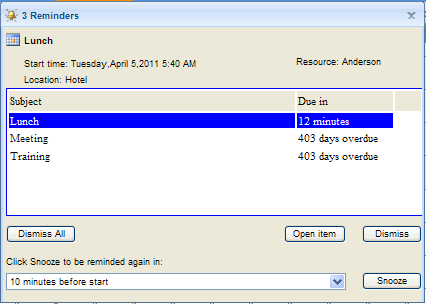 3 Reminders
Lunch
Start time: Tuesday,April 5,2011 5:40 AM Resource: Anderson
Location: Hotel
Subject Due in
Lunch 12 minutes
Meeting 403 days overdue
Training 403 days overdue
Dismiss All Open item Dismiss
Click Snooze to be reminded again in:
10 minutes before start Snooze